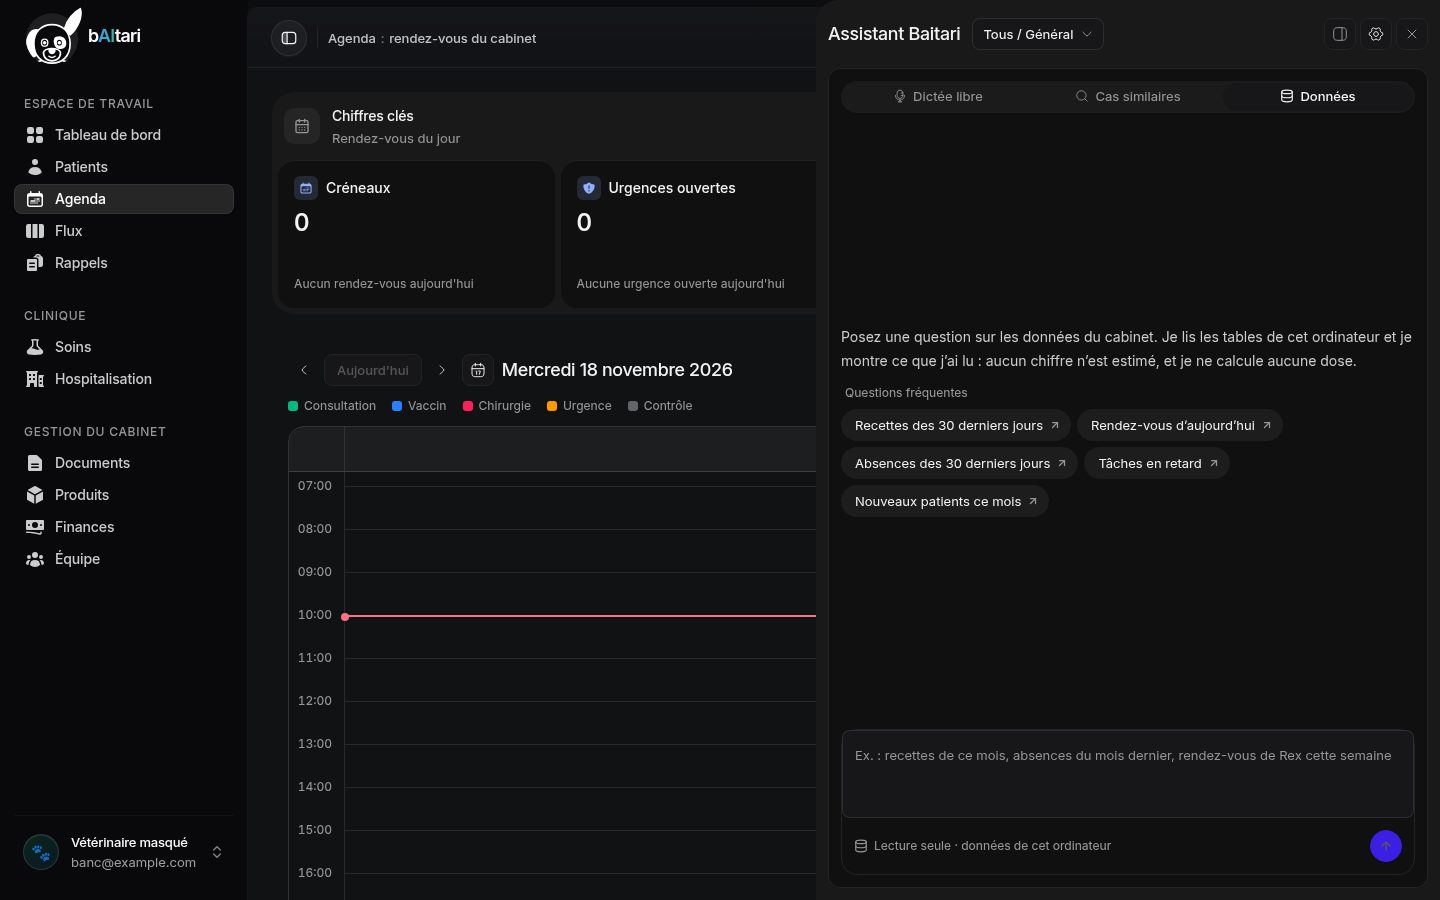 bAItari
ESPACE DE TRAVAIL
Tableau de bord
Patients
Agenda
Flux
Rappels
CLINIQUE
Soins
Hospitalisation
GESTION DU CABINET
Documents
Produits
Finances
Équipe
Vétérinaire masqué
banc@example.com
Agenda : rendez-vous du cabinet
Chiffres clés
Rendez-vous du jour
Créneaux
0
Aucun rendez-vous aujourd'hui
Urgences ouvertes
0
Aucune urgence ouverte aujourd'hui
Aujourd'hui
Mercredi 18 novembre 2026
Consultation
Vaccin
Chirurgie
Urgence
Contrôle
07:00
08:00
09:00
10:00
11:00
12:00
13:00
14:00
15:00
16:00
Assistant Baitari
Tous / Général
Dictée libre
Cas similaires
Données
Posez une question sur les données du cabinet. Je lis les tables de cet ordinateur et je
montre ce que j’ai lu : aucun chiffre n’est estimé, et je ne calcule aucune dose.
Questions fréquentes
Recettes des 30 derniers jours
Rendez-vous d’aujourd’hui
Absences des 30 derniers jours
Tâches en retard
Nouveaux patients ce mois
Ex. : recettes de ce mois, absences du mois dernier, rendez-vous de Rex cette semaine
Lecture seule · données de cet ordinateur